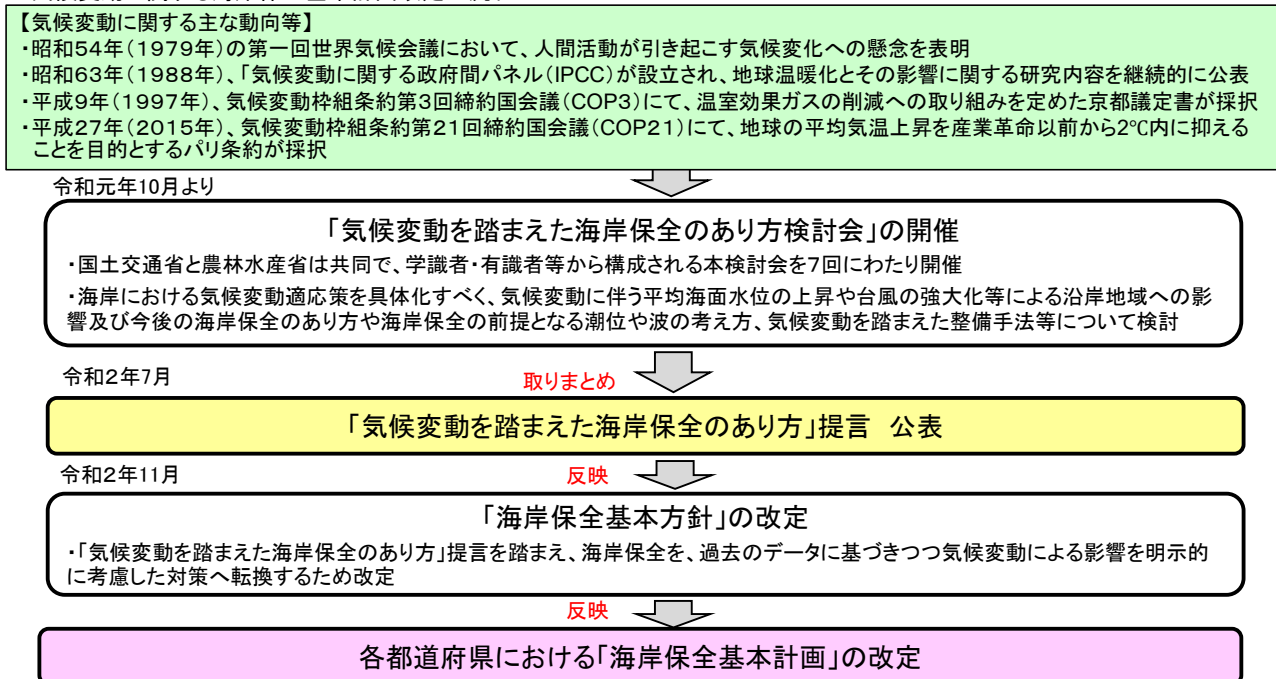 【気候変動に関する主な動向等】
・昭和54年(1979年)の第一回世界気候会議において、人間活動が引き起こす気候変化への懸念を表明
・昭和63年(1988年)、「気候変動に関する政府間パネル(IPCC)が設立され、地球温暖化とその影響に関する研究内容を継続的に公表
・平成9年(1997年)、気候変動枠組条約第3回締約国会議(COP3)にて、温室効果ガスの削減への取り組みを定めた京都議定書が採択
・平成27年(2015年)、気候変動枠組条約第21回締約国会議(COP21)にて、地球の平均気温上昇を産業革命以前から2℃内に抑える
ことを目的とするパリ条約が採択
令和元年10月より
「気候変動を踏まえた海岸保全のあり方検討会」の開催
・国土交通省と農林水産省は共同で、学識者・有識者等から構成される本検討会を7回にわたり開催
・海岸における気候変動適応策を具体化すべく、気候変動に伴う平均海面水位の上昇や台風の強大化等による沿岸地域への影
響及び今後の海岸保全のあり方や海岸保全の前提となる潮位や波の考え方、気候変動を踏まえた整備手法等について検討
令和2年7月
取りまとめ
「気候変動を踏まえた海岸保全のあり方」提言 公表
令和2年11月
反映
「海岸保全基本方針」の改定
・「気候変動を踏まえた海岸保全のあり方」提言を踏まえ、海岸保全を、過去のデータに基づきつつ気候変動による影響を明示的
に考慮した対策へ転換するため改定
反映
各都道府県における「海岸保全基本計画」の改定